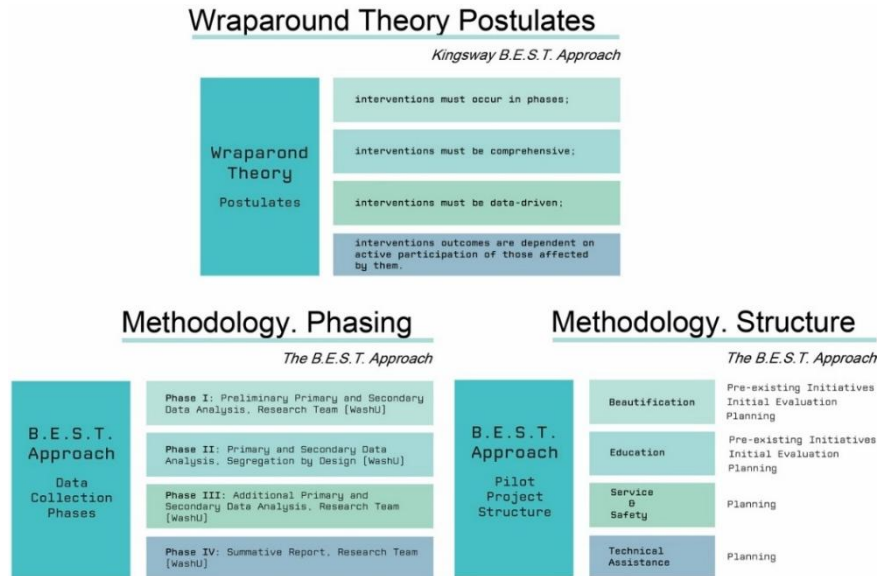 Wraparound Theory Postulates
Kingsway B.E.S.T. Approach
Wraparond
Theory
Postulates
interventions must occur in phases;
interventions must be comprehensive;
interventions must be data-driven;
interventions outcomes are dependent on
active participation of those affected
by them.
Methodology. Phasing
The B.E.S.T. Approach
B.E.S.T.
Approach
Data
Collection
Phases
Phase I: Preliminary Primary and Secondary
Data Analysis, Research Team [WashU]
Phase II: Primary and Secondary Data
Analysis, Segregation by Design [WashU]
Phase III: Additional Primary and
Secondary Data Analysis, Research Team
[WashU]
Phase IV: Summative Report, Research Team
[WashU]
Methodology. Structure
The B.E.S.T. Approach
B.E.S.T.
Approach
Pilot
Project
Structure
Beautification
Pre-existing Initiatives
Initial Evaluation
Planning
Education
Pre-existing Initiatives
Initial Evaluation
Planning
Service
&
Safety
Planning
Technical
Assistance
Planning